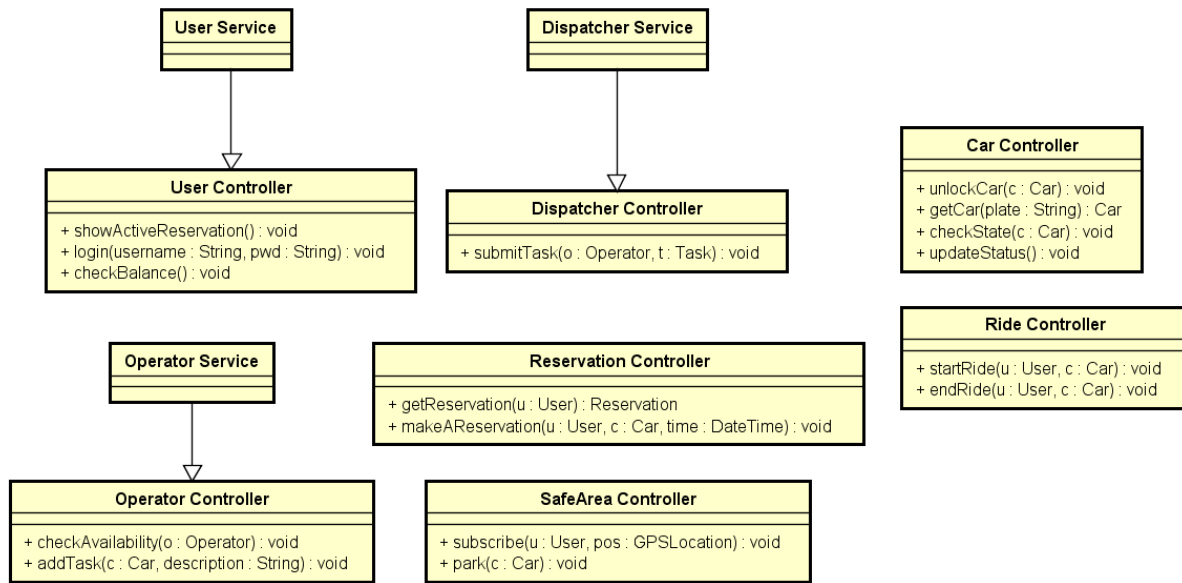 User Service
Dispatcher Service
Car Controller
+ unlockCar(c : Car) : void
+ getCar(plate : String) : Car
+ checkState(c : Car) : void
+ updateStatus() : void
User Controller
+ showActiveReservation() : void
+ login(username : String, pwd : String) : void
+ checkBalance() : void
Dispatcher Controller
+ submitTask(o : Operator, t : Task) : void
Ride Controller
+ startRide(u : User, c : Car) : void
+ endRide(u : User, c : Car) : void
Operator Service
Reservation Controller
+ getReservation(u : User) : Reservation
+ makeAReservation(u : User, c : Car, time : DateTime) : void
Operator Controller
+ checkAvailability(o : Operator) : void
+ addTask(c : Car, description : String) : void
SafeArea Controller
+ subscribe(u : User, pos : GPSLocation) : void
+ park(c : Car) : void